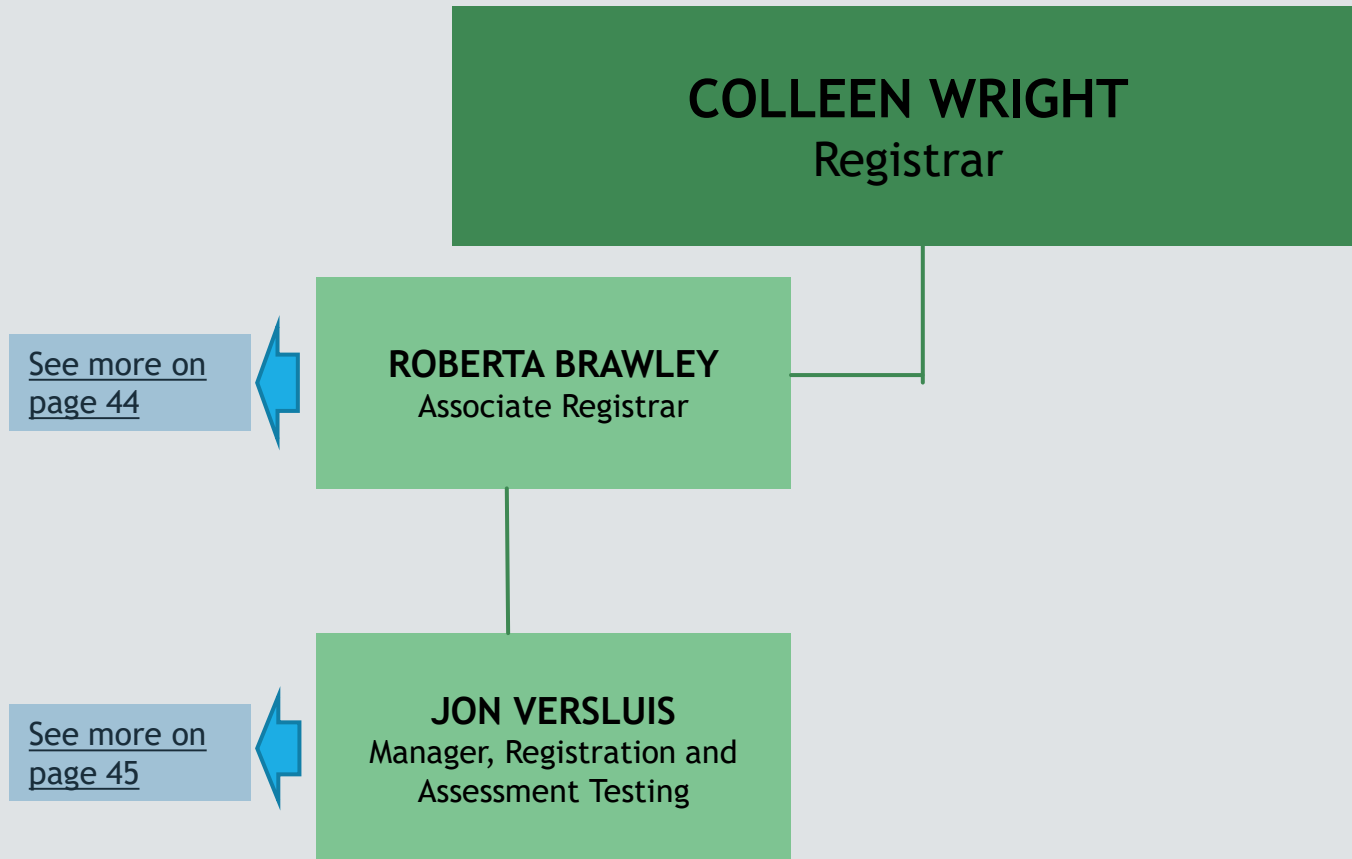 COLLEEN WRIGHT
Registrar
See more on
page 44
ROBERTA BRAWLEY
Associate Registrar
See more on
page 45
JON VERSLUIS
Manager, Registration and
Assessment Testing